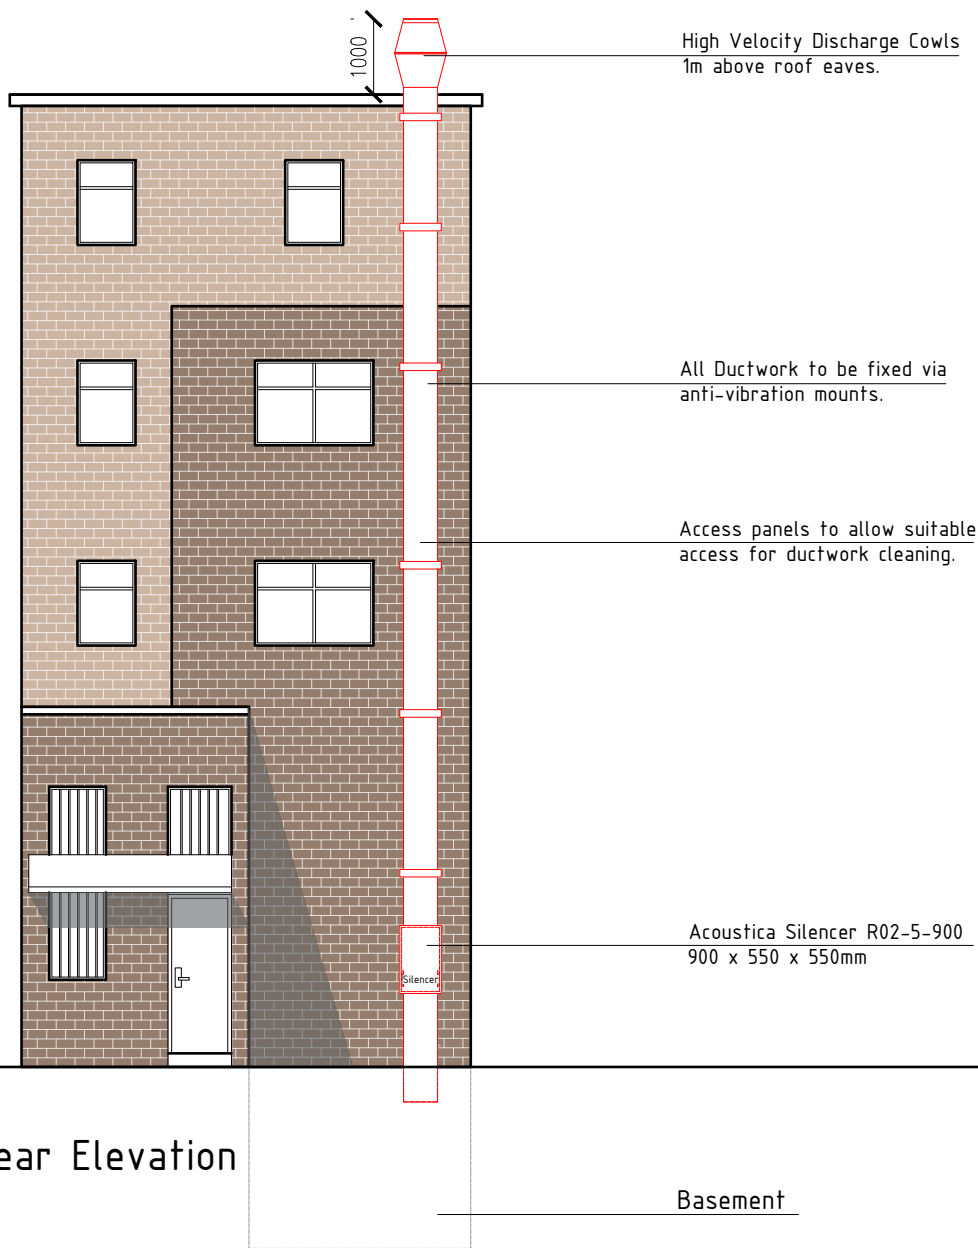 1000
High Velocity Discharge Cowls
1m above roof eaves.
All Ductwork to be fixed via
anti-vibration mounts.
Access panels to allow suitable
access for ductwork cleaning.
Acoustica Silencer R02-5-900
900 x 550 x 550mm
Silencer
ear Elevation
Basement